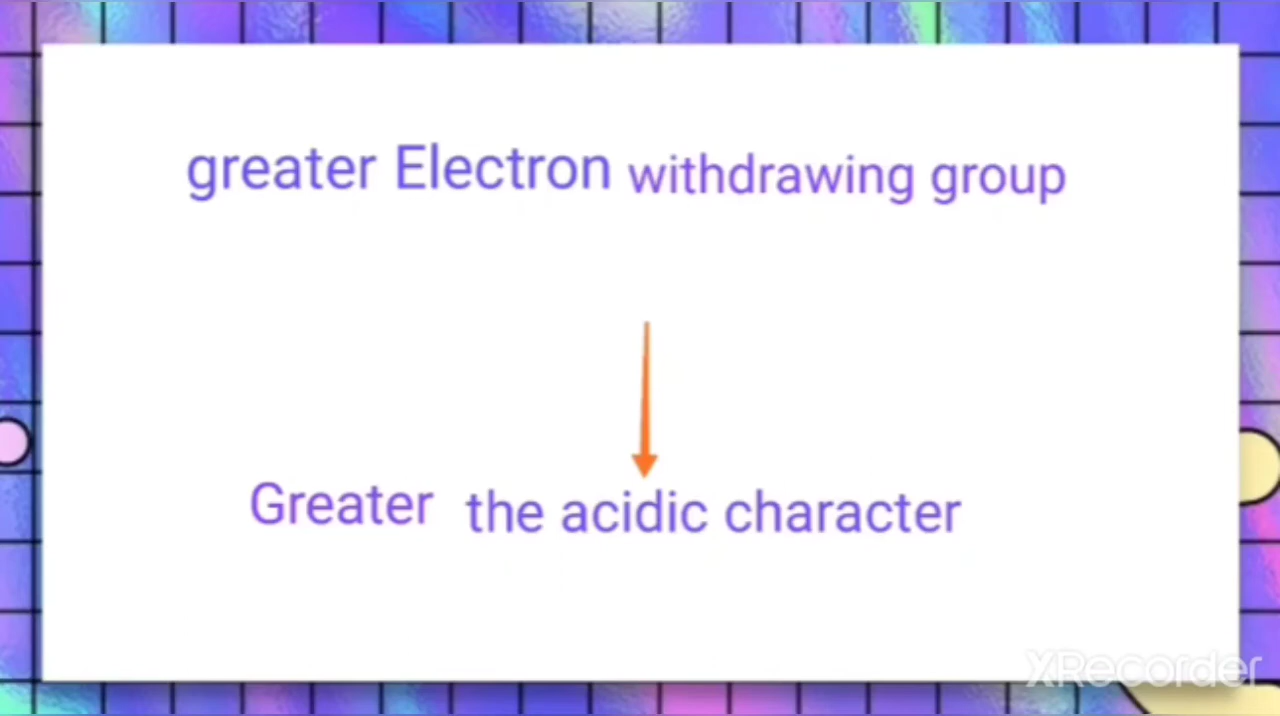 greater Electron withdrawing group
Greater the acidic character
XRecorder